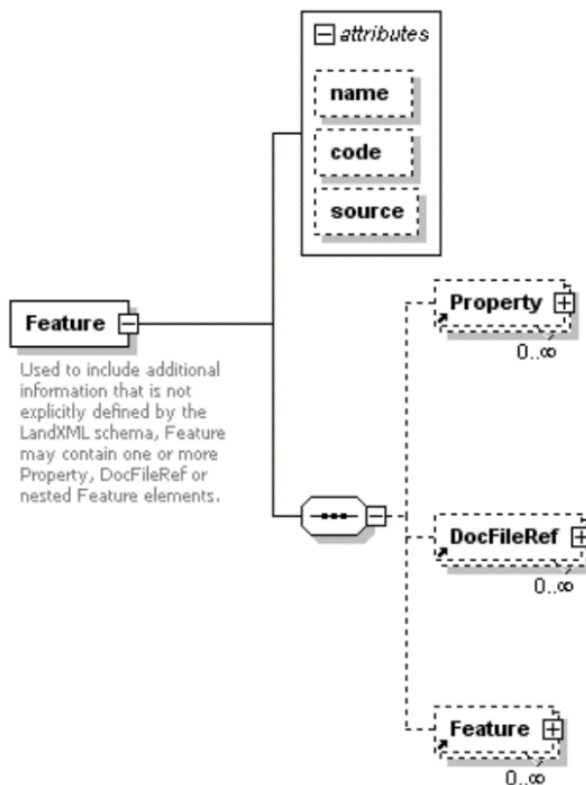 attributes
name
code
source
Feature
Used to include additional
information that is not
explicitly defined by the
LandXML schema, Feature
may contain one or more
Property, DocFileRef or
nested Feature elements.
Property
0..∞
DocFileRef
0..∞
Feature
0..∞